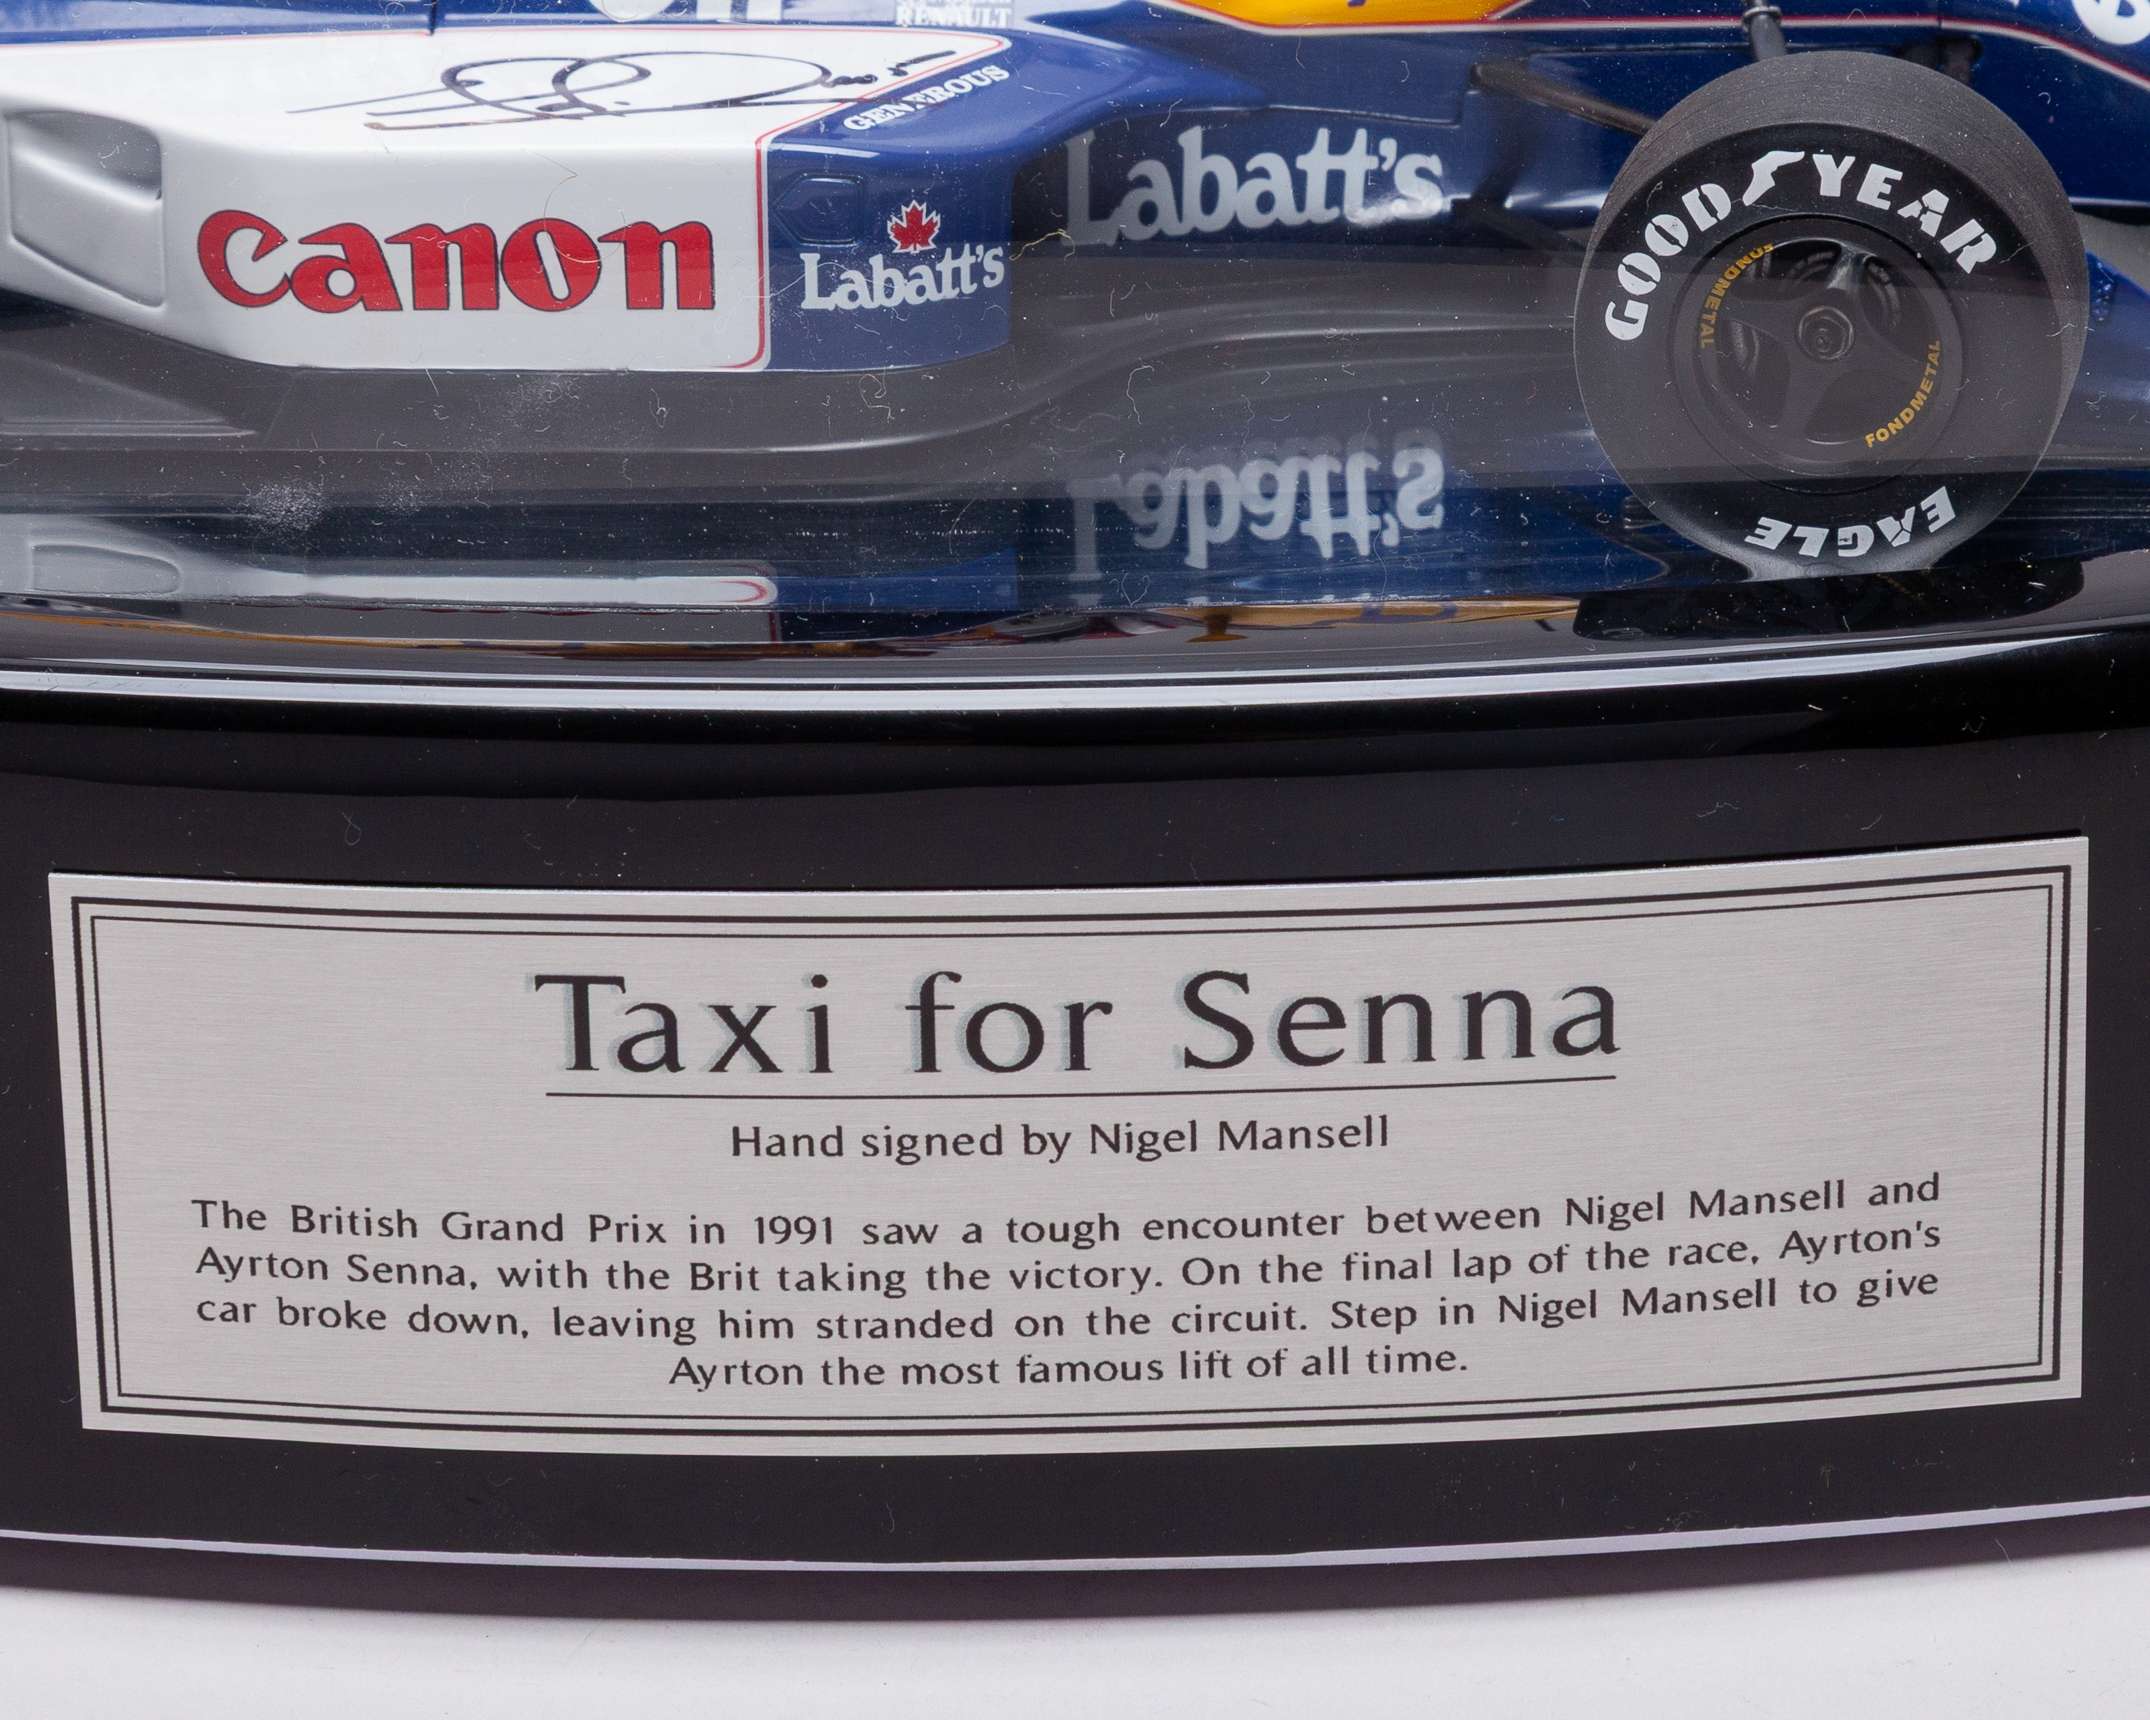 RENAULT
GENEROUS
Canon
Labatt's
Labatt's
GOODYEAR
FONDMETAL
FONDMETAL
EAGLE
Taxi for Senna
Hand signed by Nigel Mansell
The British Grand Prix in 1991 saw a tough encounter between Nigel Mansell and
Ayrton Senna, with the Brit taking the victory. On the final lap of the race, Ayrton's
car broke down, leaving him stranded on the circuit. Step in Nigel Mansell to give
Ayrton the most famous lift of all time.